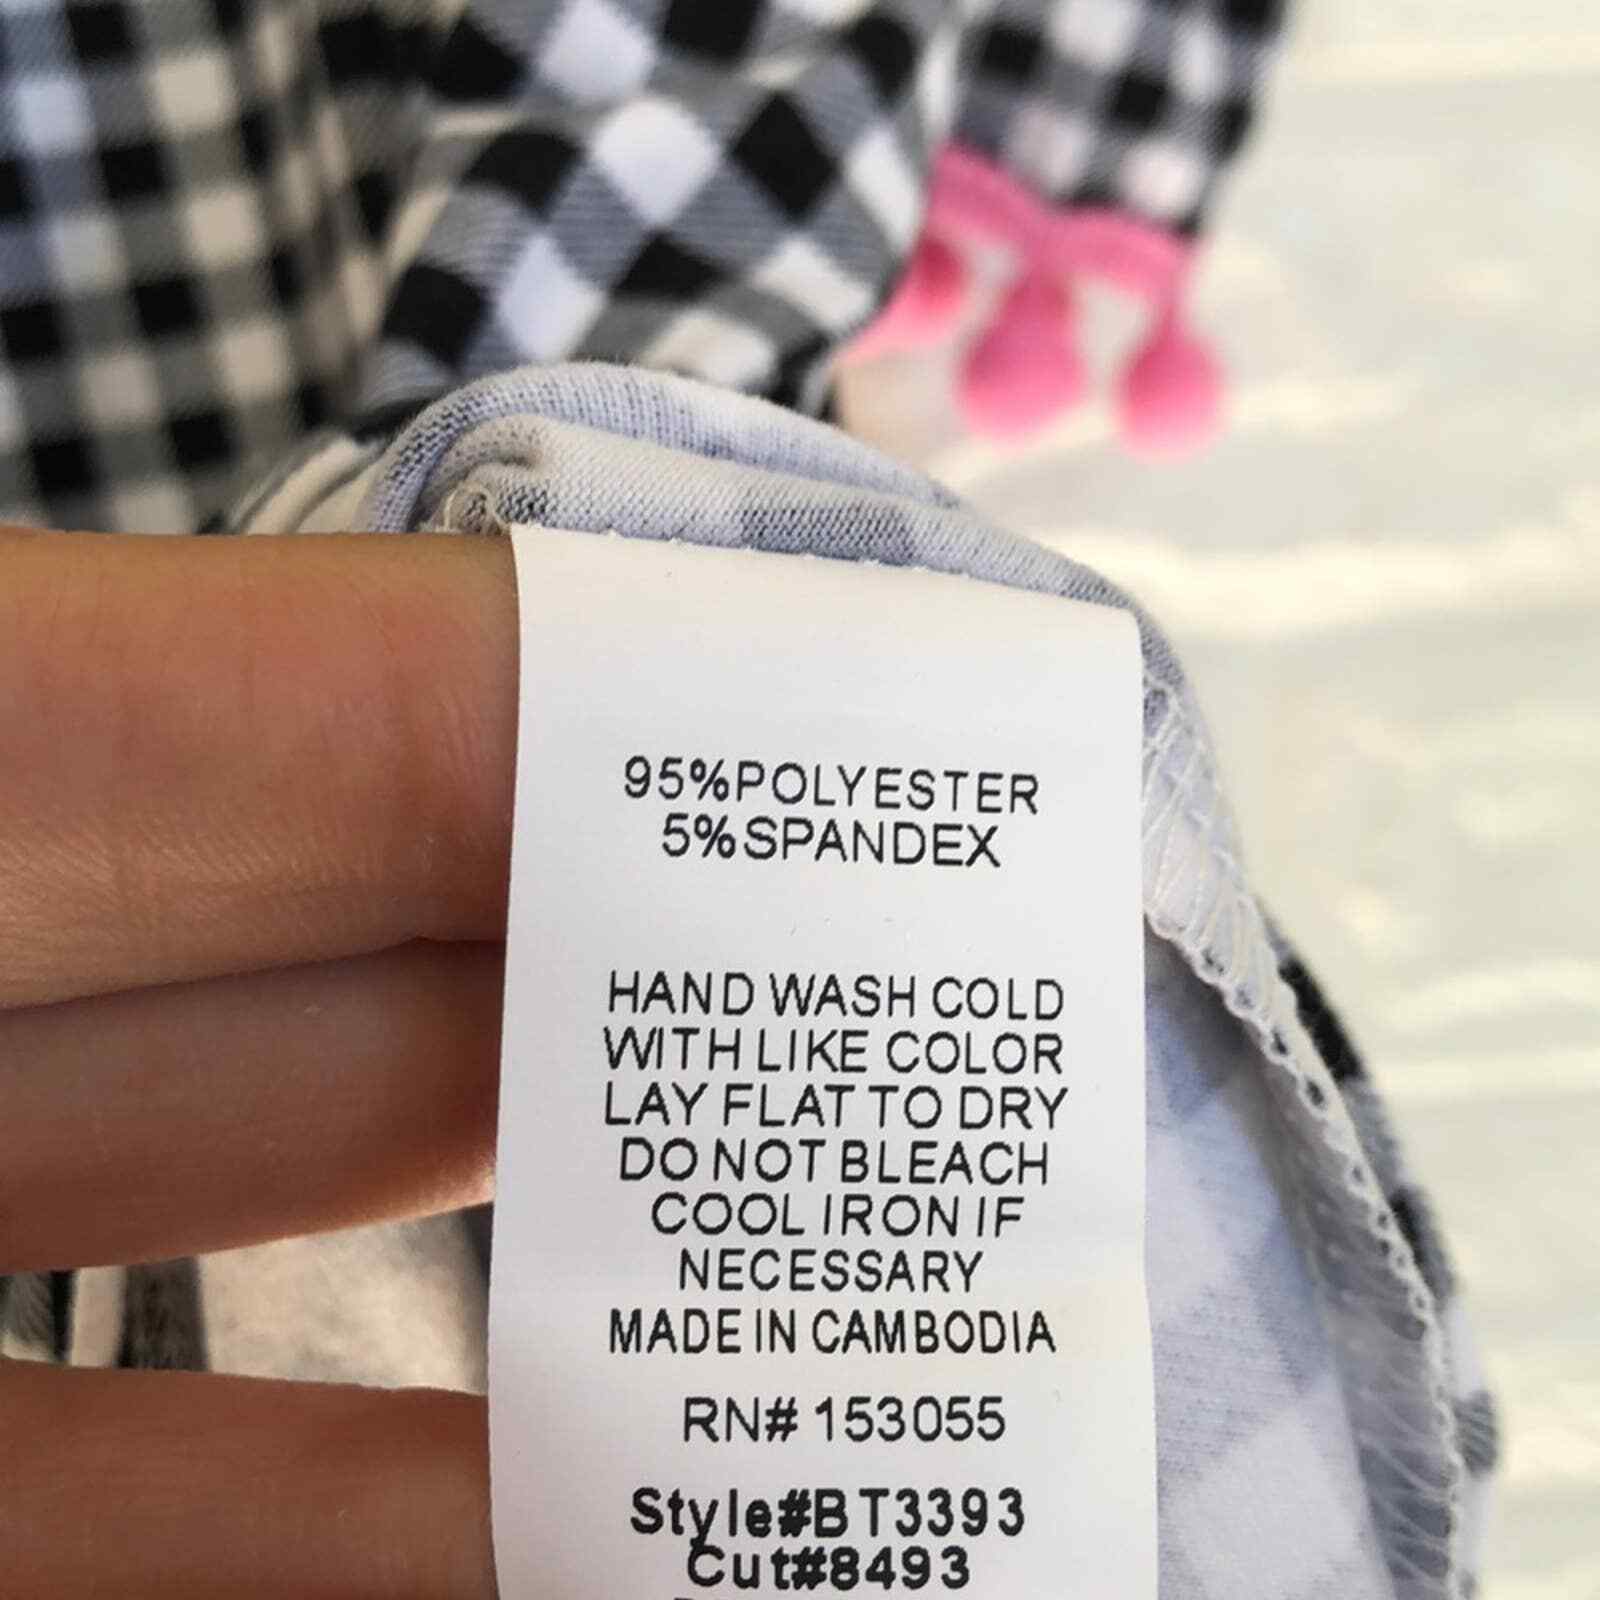 95%POLYESTER
5%SPANDEX
HAND WASH COLD
WITH LIKE COLOR
LAY FLAT TO DRY
DO NOT BLEACH
COOL IRON IF
NECESSARY
MADE IN CAMBODIA
RN# 153055
Style#BT3393
Cut#8493